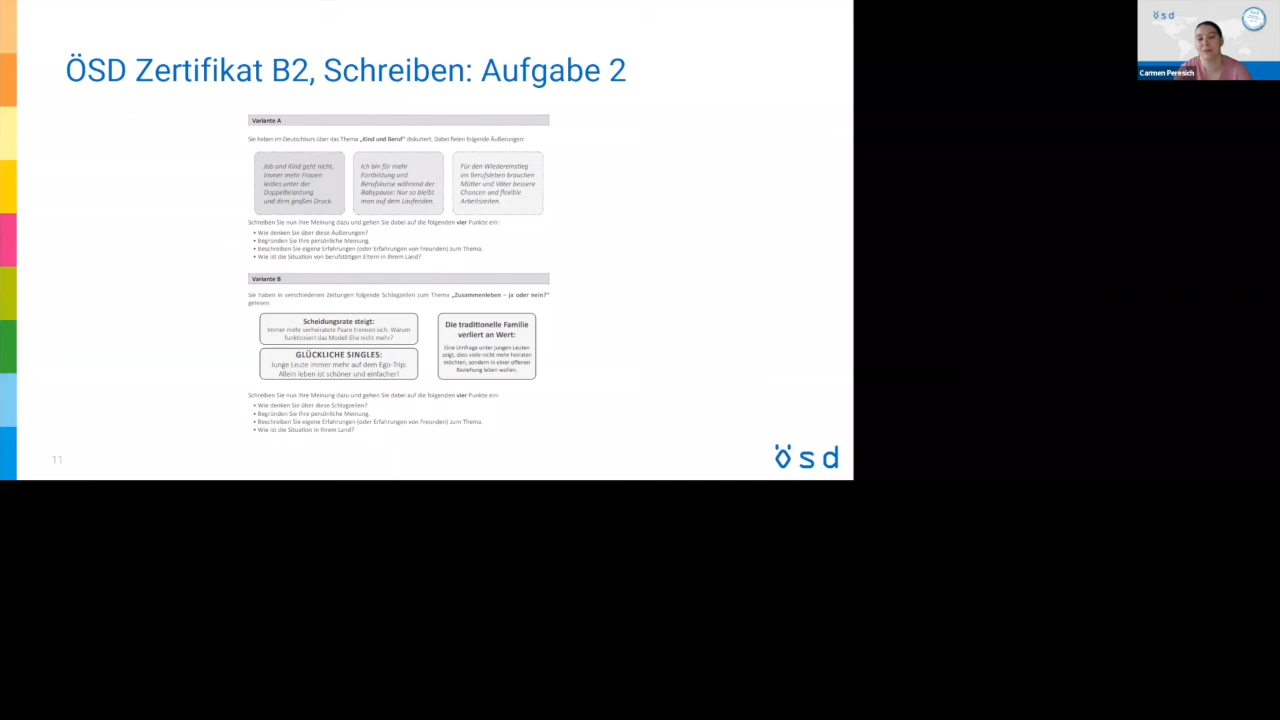 ÖSD Zertifikat B2, Schreiben: Aufgabe 2
Variante A
Sie haben im Deutschkurs über das Thema „Kind und Beruf" diskutiert. Dabei fielen folgende Äußerungen:
Job und Kind geht nicht.
Immer mehr Frauen
leiden unter der
Doppelbelastung
und dem großen Druck.
Ich bin für mehr
Fortbildung und
Berufskurse während der
Babypause: Nur so bleibt
man auf dem Laufenden.
Für den Wiedereinstieg
ins Berufsleben brauchen
Mütter und Väter bessere
Chancen und flexible
Arbeitszeiten.
Schreiben Sie nun Ihre Meinung dazu und gehen Sie dabei auf die folgenden vier Punkte ein:
• Wie denken Sie über diese Äußerungen?
• Begründen Sie Ihre persönliche Meinung.
• Beschreiben Sie eigene Erfahrungen (oder Erfahrungen von Freunden) zum Thema.
• Wie ist die Situation von berufstätigen Eltern in Ihrem Land?
Variante B
Sie haben in verschiedenen Zeitungen folgende Schlagzeilen zum Thema „Zusammenleben – ja oder nein?"
gelesen:
Scheidungsrate steigt:
Immer mehr verheiratete Paare trennen sich. Warum
funktioniert das Modell Ehe nicht mehr?
GLÜCKLICHE SINGLES:
Junge Leute immer mehr auf dem Ego-Trip:
Allein leben ist schöner und einfacher!
Die traditionelle Familie
verliert an Wert:
Eine Umfrage unter jungen Leuten
zeigt, dass viele nicht mehr heiraten
möchten, sondern in einer offenen
Beziehung leben wollen.
Schreiben Sie nun Ihre Meinung dazu und gehen Sie dabei auf die folgenden vier Punkte ein:
• Wie denken Sie über diese Schlagzeilen?
• Begründen Sie Ihre persönliche Meinung.
• Beschreiben Sie eigene Erfahrungen (oder Erfahrungen von Freunden) zum Thema.
• Wie ist die Situation in Ihrem Land?
11
ösd
ösd
Carmen Peresich